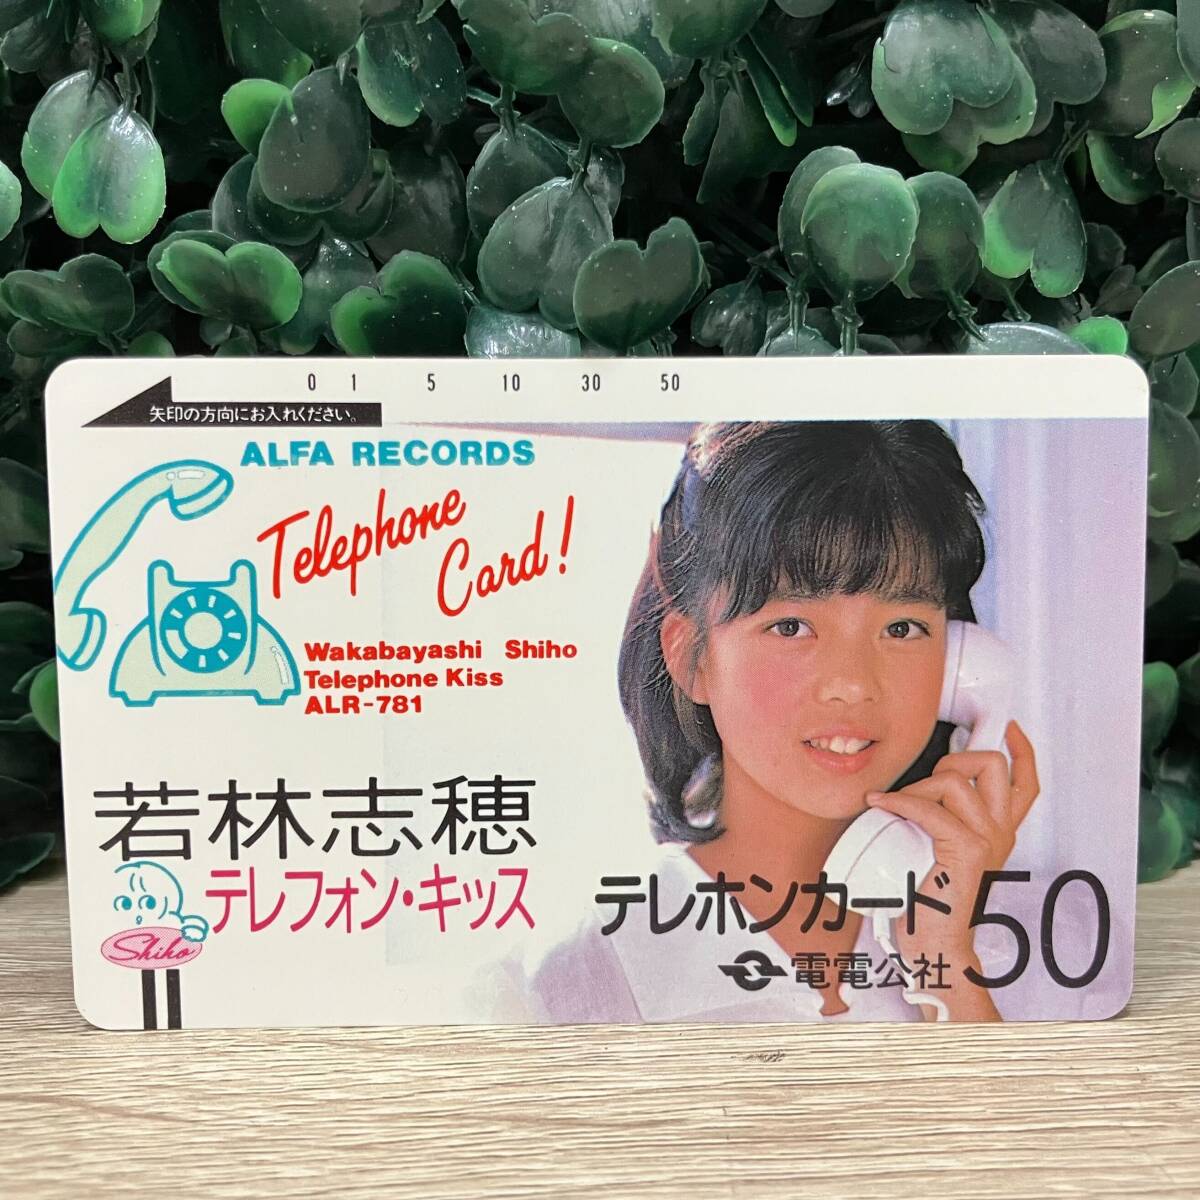 0 1 5 10 30 50
矢印の方向にお入れください。
ALFA RECORDS
Telephone
Card!
Wakabayashi Shiho
Telephone Kiss
ALR-781
若林志穂
テレフォン・キッス
Shiho
テレホンカード50
電電公社